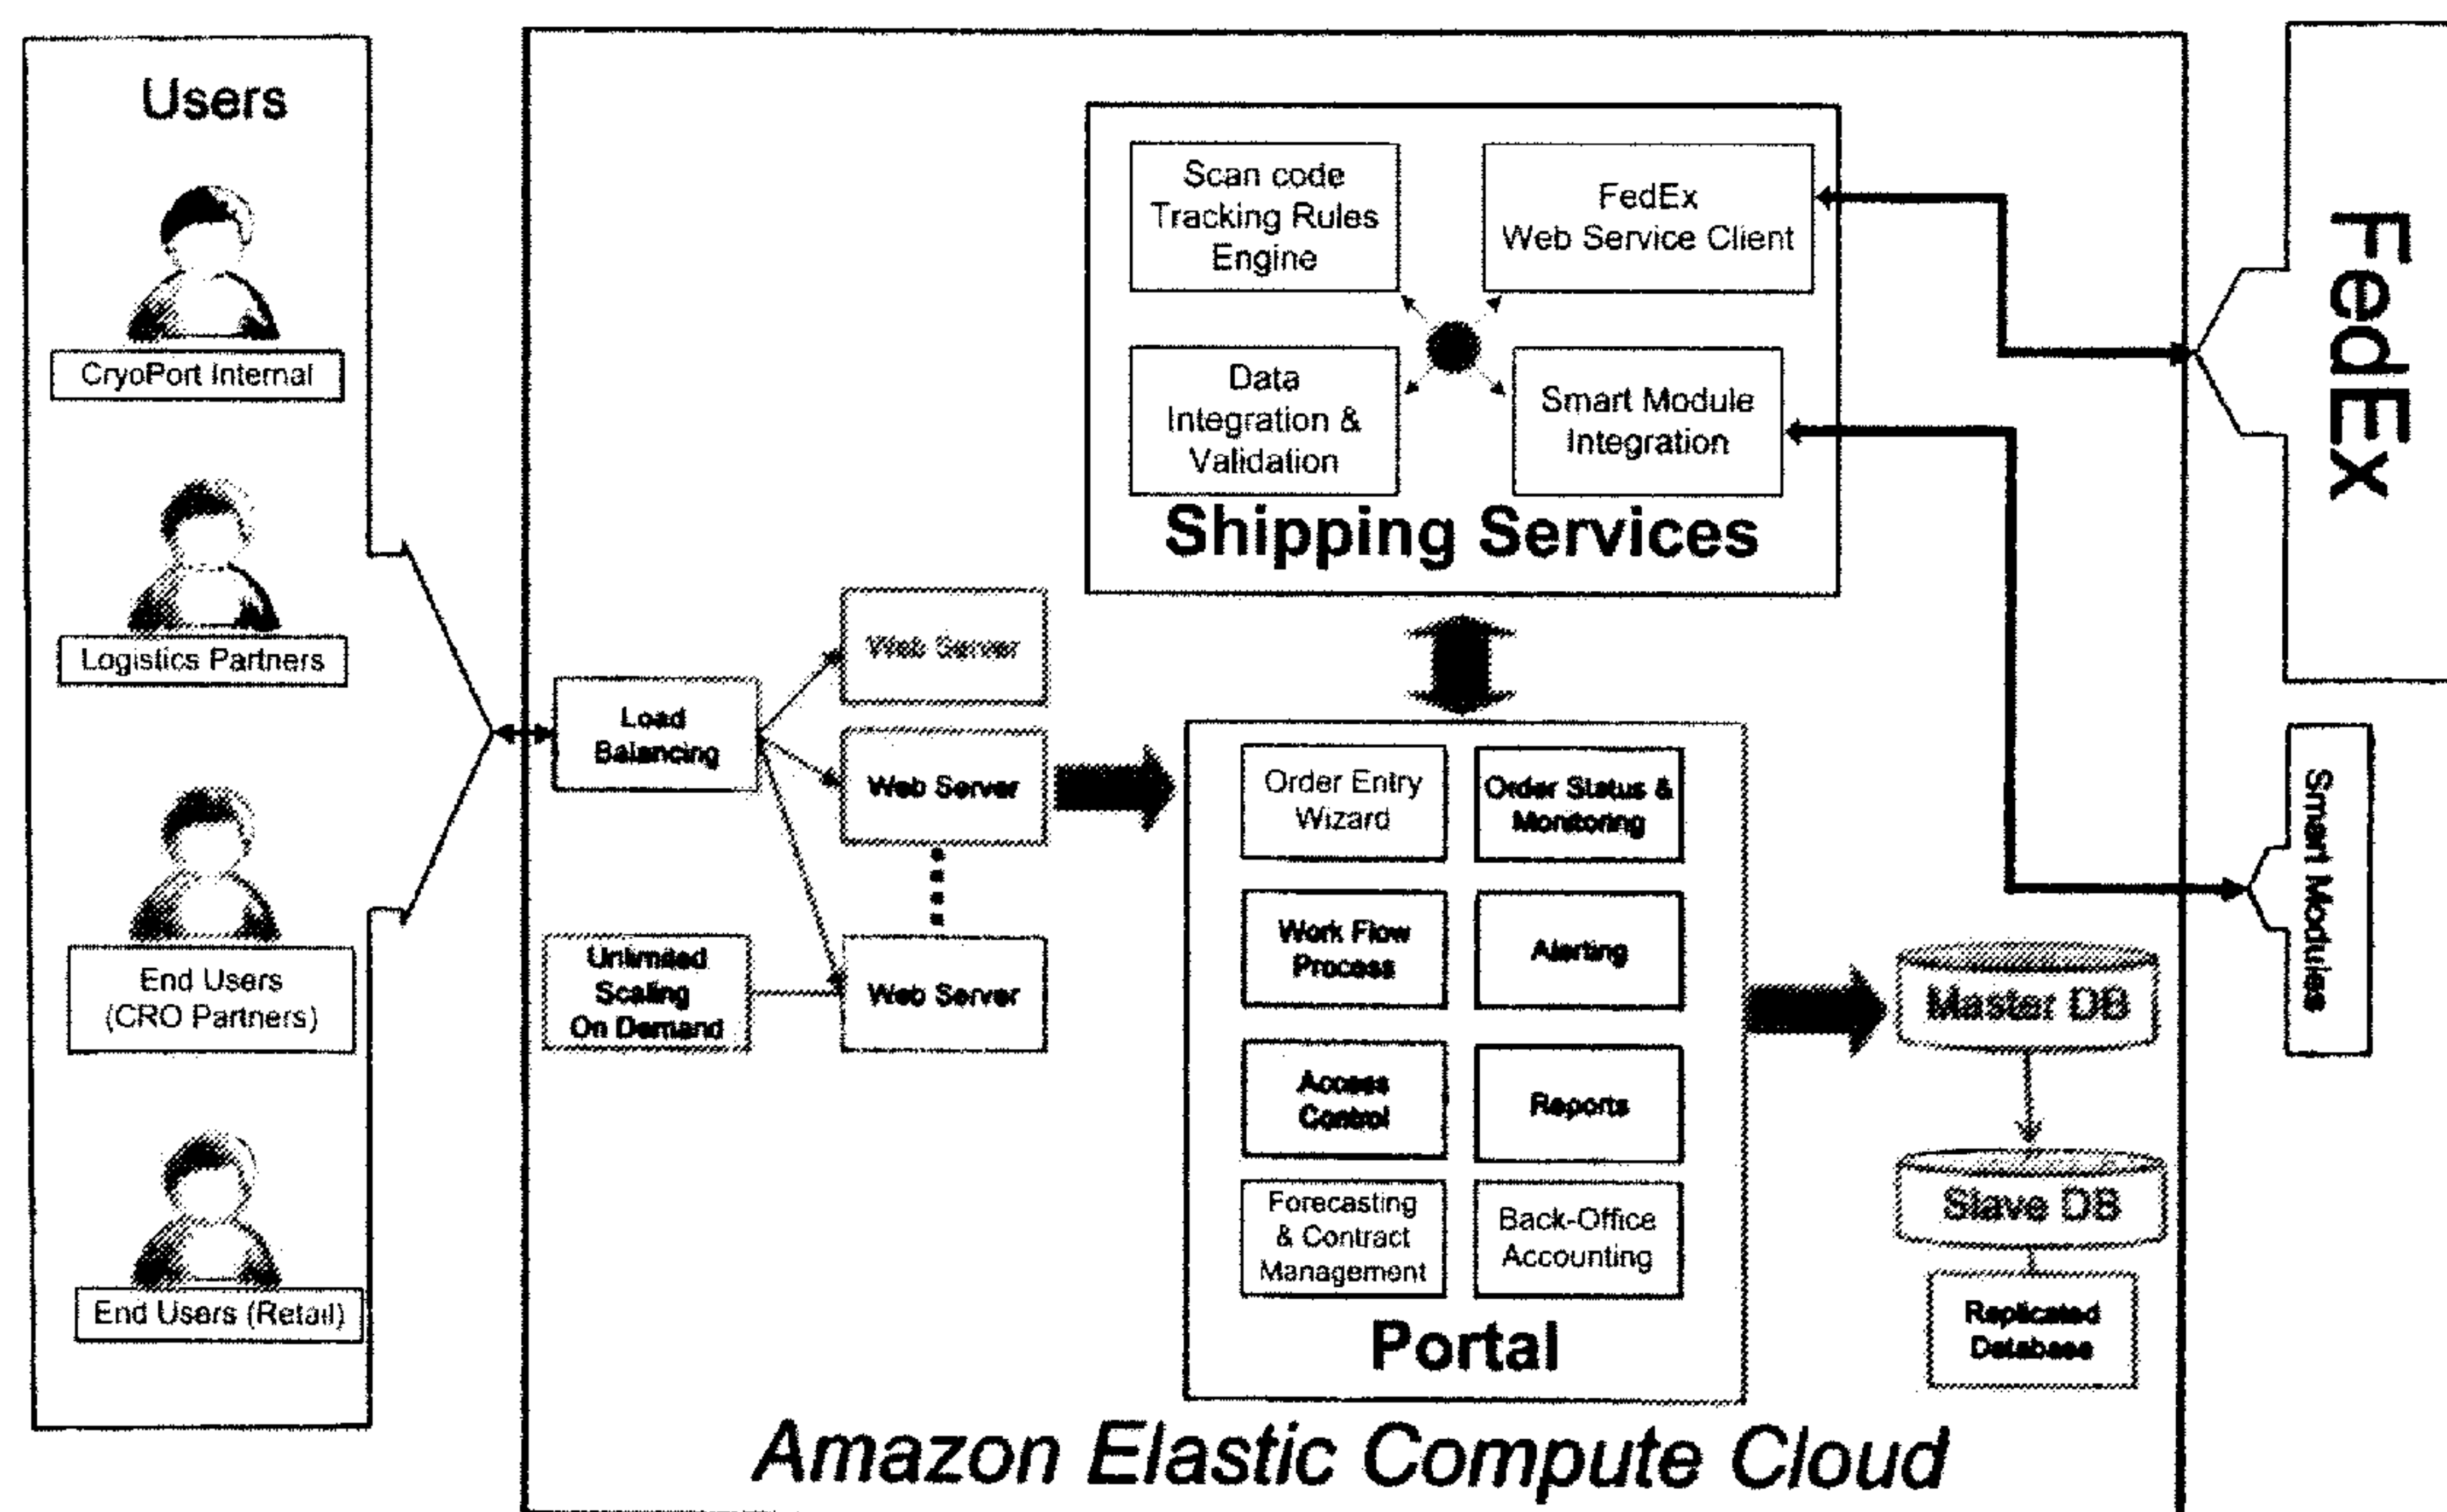 Users
CryoPort Internal
Logistics Partners
End Users
(CRO Partners)
End Users (Retail)
Load
Balancing
Unlimited
Scaling
On Demand
Web Server
Web Server
Web Server
Scan code
Tracking Rules
Engine
FedEx
Web Service Client
Data
Integration &
Validation
Smart Module
Integration
Shipping Services
Order Entry
Wizard
Order Status &
Monitoring
Work Flow
Process
Alerting
Access
Control
Reports
Forecasting
& Contract
Management
Back-Office
Accounting
Portal
Master DB
Slave DB
Replicated
Database
FedEx
Smart Modules
Amazon Elastic Compute Cloud